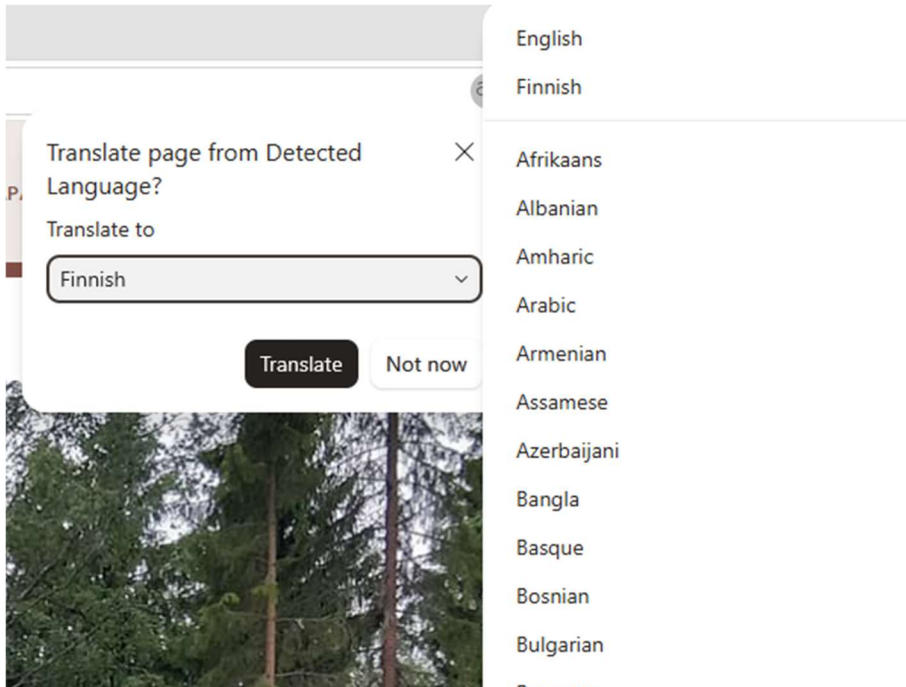 Translate page from Detected
Language?
Translate to
Finnish
Translate
Not now
English
Finnish
Afrikaans
Albanian
Amharic
Arabic
Armenian
Assamese
Azerbaijani
Bangla
Basque
Bosnian
Bulgarian